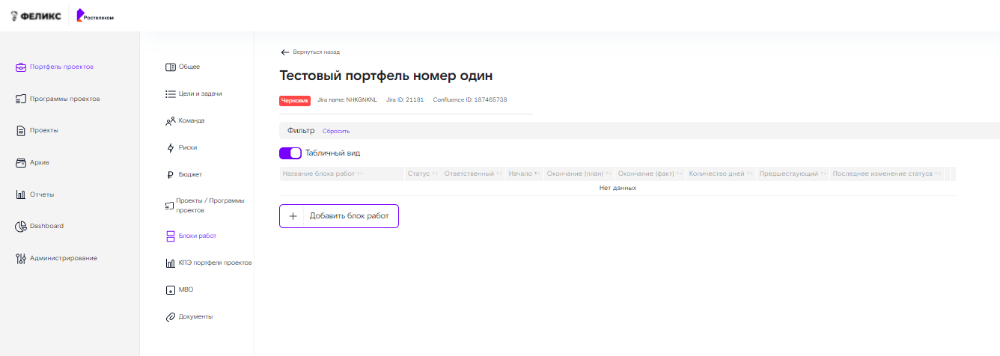 ФЕЛИКС
Ростелеком
Портфель проектов
Программы проектов
Проекты
Архив
Отчеты
Dashboard
Администрирование
Общее
Цели и задачи
Команда
Риски
Бюджет
Проекты / Программы
проектов
Блоки работ
КПЭ портфеля проектов
МВО
Документы
Вернуться назад
Тестовый портфель номер один
Черновик Jira name: NHKGNKNL Jira ID: 21181 Confluence ID: 187465738
Фильтр Сбросить
Табличный вид
Название блока работ Статус Ответственный Начало Окончание (план) Окончание (факт) Количество дней Предшествующий Последнее изменение статуса
Нет данных
Добавить блок работ